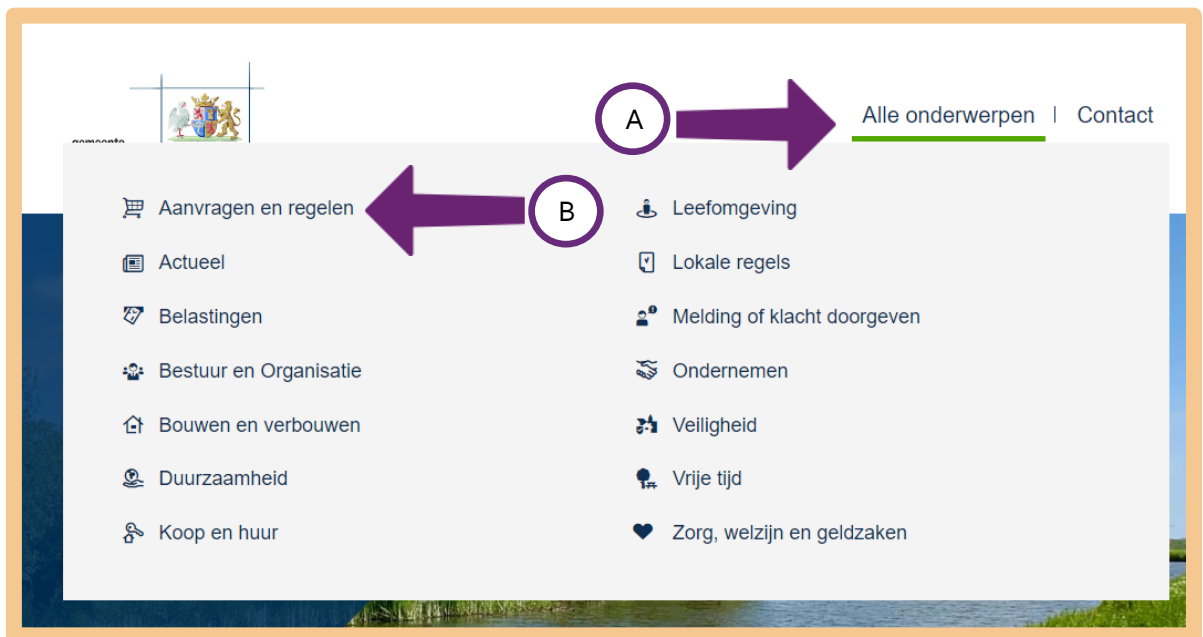 A
Alle onderwerpen | Contact
gemeente
Aanvragen en regelen
B
Actueel
Belastingen
Bestuur en Organisatie
Bouwen en verbouwen
Duurzaamheid
Koop en huur
Leefomgeving
Lokale regels
Melding of klacht doorgeven
Ondernemen
Veiligheid
Vrije tijd
Zorg, welzijn en geldzaken